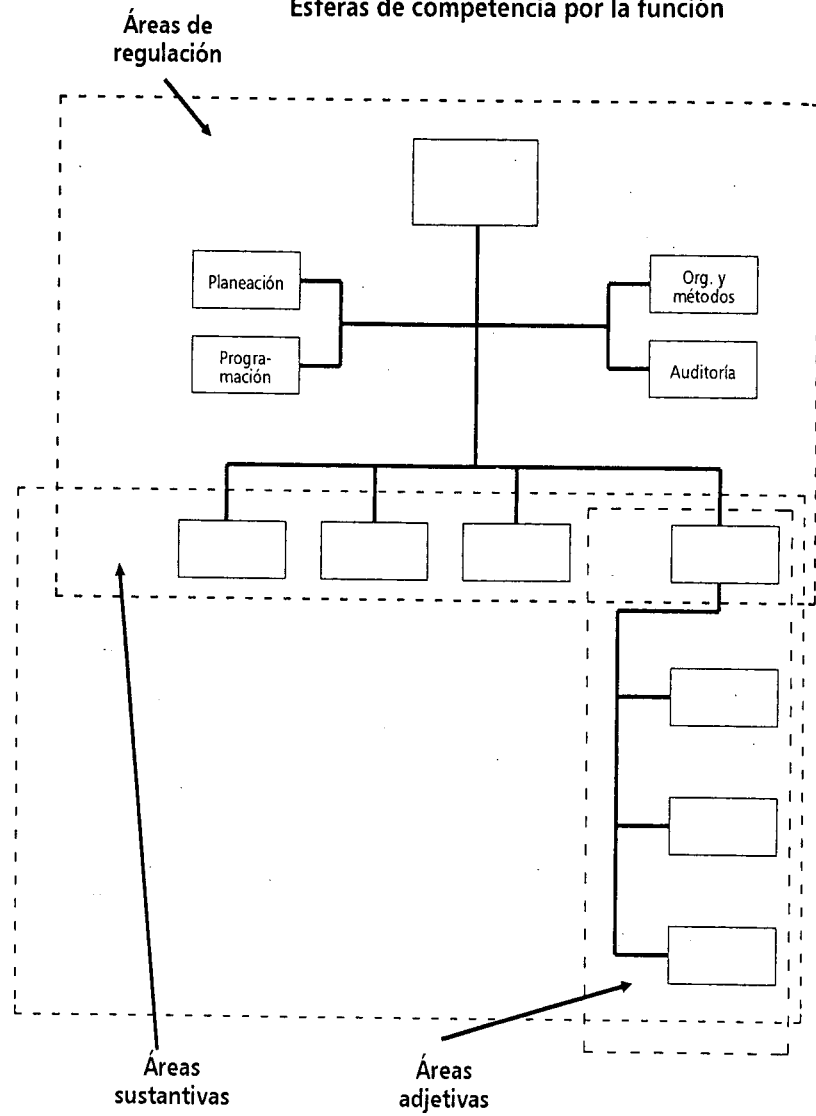 Esferas de competencia por la función
Áreas de
regulación
Planeación
Org. y
métodos
Progra-
mación
Auditoría
Áreas
sustantivas
Áreas
adjetivas